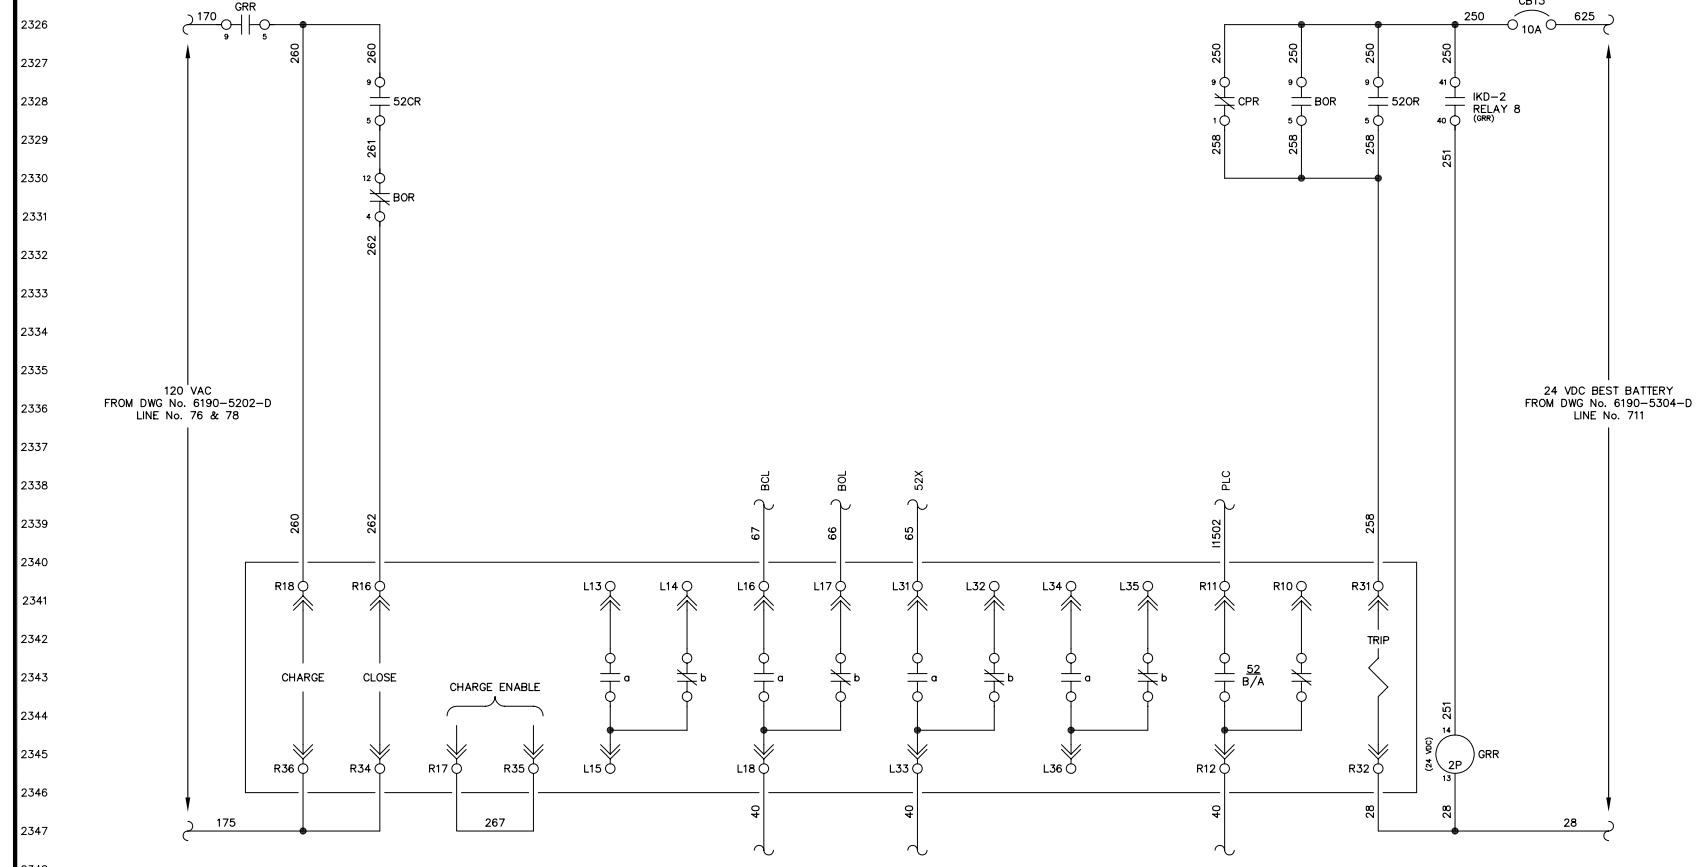 GRR
CB13
2326
170
9
5
250
10A
625
2327
260
260
250
250
250
250
9
9
9
9
41
2328
52CR
CPR
BOR
52OR
IKD-2
RELAY 8
(GRR)
5
1
5
5
40
2329
261
258
258
258
251
2330
12
2331
BOR
4
2332
262
2333
2334
2335
120 VAC
FROM DWG No. 6190-5202-D
LINE No. 76 & 78
24 VDC BEST BATTERY
FROM DWG No. 6190-5304-D
LINE No. 711
2336
2337
2338
BCL
BOL
52X
PLC
2339
260
262
67
66
65
I1502
258
2340
R18
R16
L13
L14
L16
L17
L31
L32
L34
L35
R11
R10
R31
2341
2342
TRIP
2343
CHARGE
CLOSE
CHARGE ENABLE
a
b
a
b
a
b
a
b
52
B/A
2344
251
14
2345
R36
R34
R17
R35
L15
L18
L33
L36
R12
R32
(24 VDC)
2P
GRR
13
2346
40
40
40
28
28
2347
175
267
28